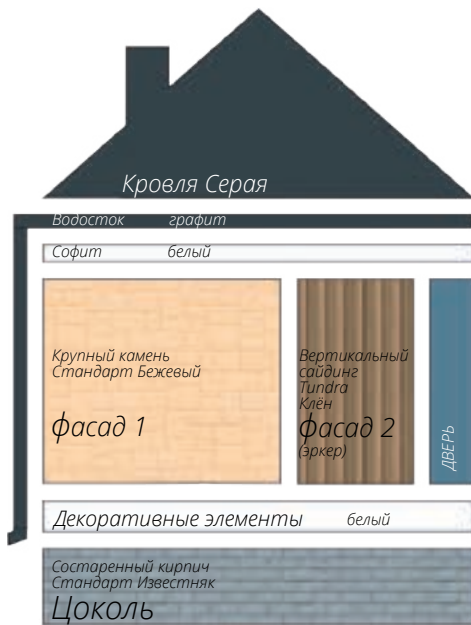 Кровля Серая
Водосток графит
Софит белый
Крупный камень
Стандарт Бежевый
фасад 1
Вертикальный
сайдинг
Tundra
Клён
фасад 2
(эркер)
ДВЕРЬ
Декоративные элементы белый
Состаренный кирпич
Стандарт Известняк
Цоколь